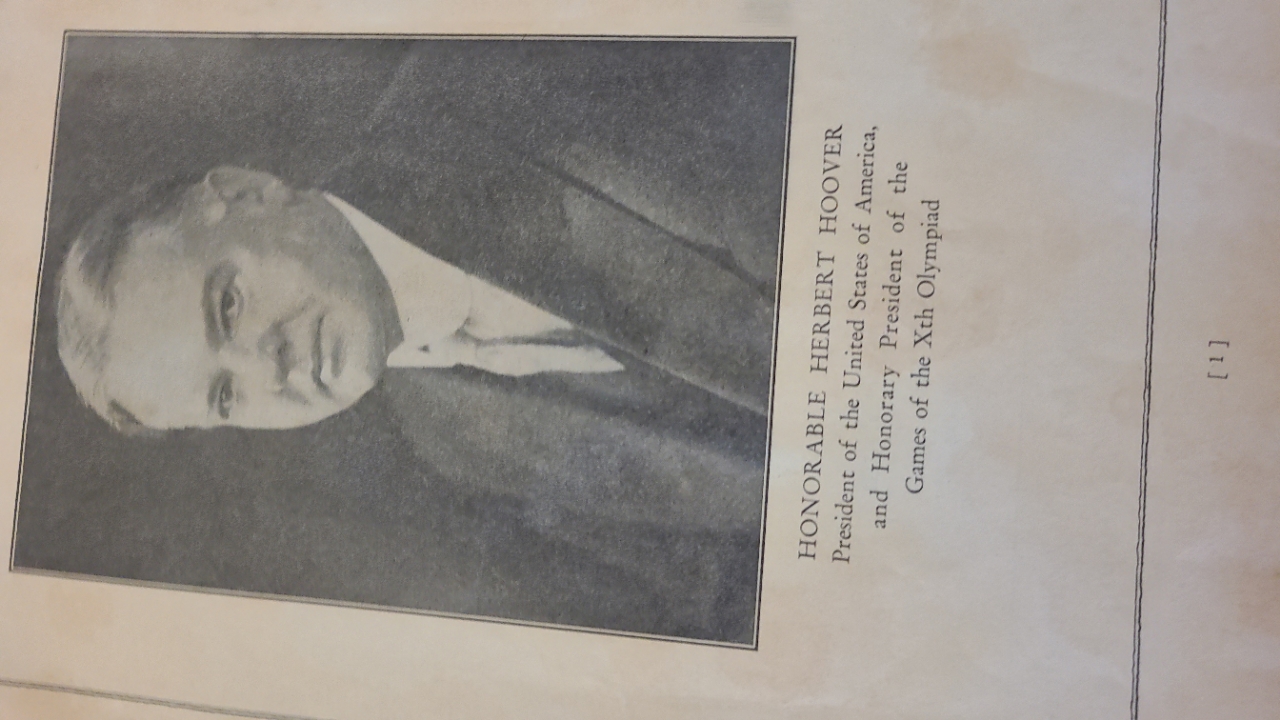 HONORABLE HERBERT HOOVER
President of the United States of America,
and Honorary President of the
Games of the Xth Olympiad
[1]